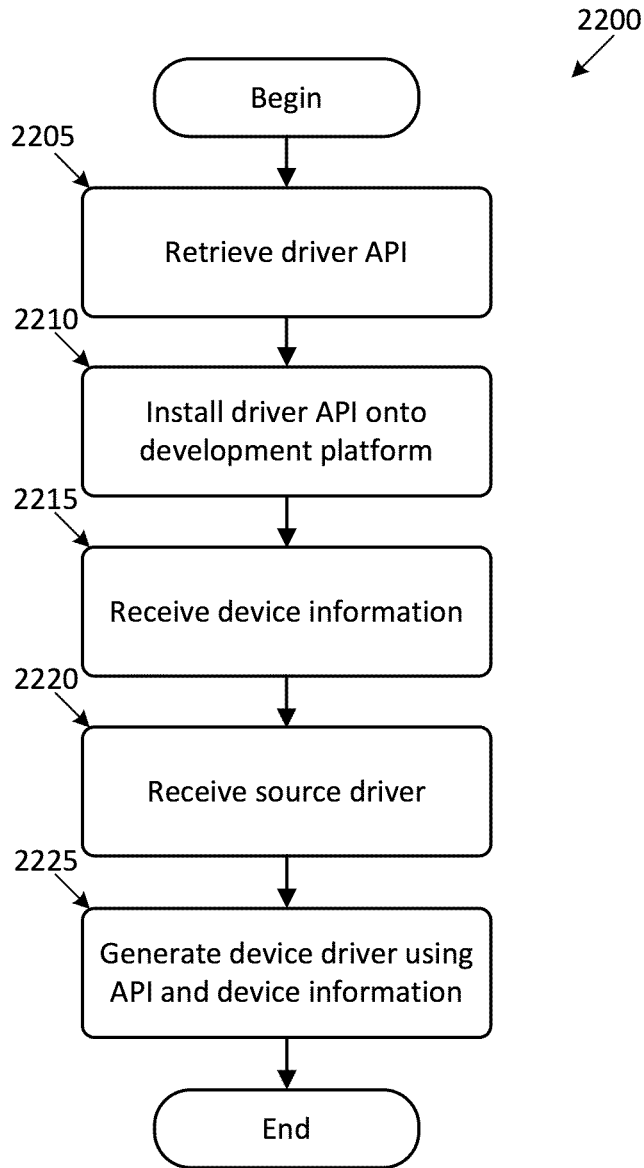 2200
Begin
2205
Retrieve driver API
2210
Install driver API onto
development platform
2215
Receive device information
2220
Receive source driver
2225
Generate device driver using
API and device information
End